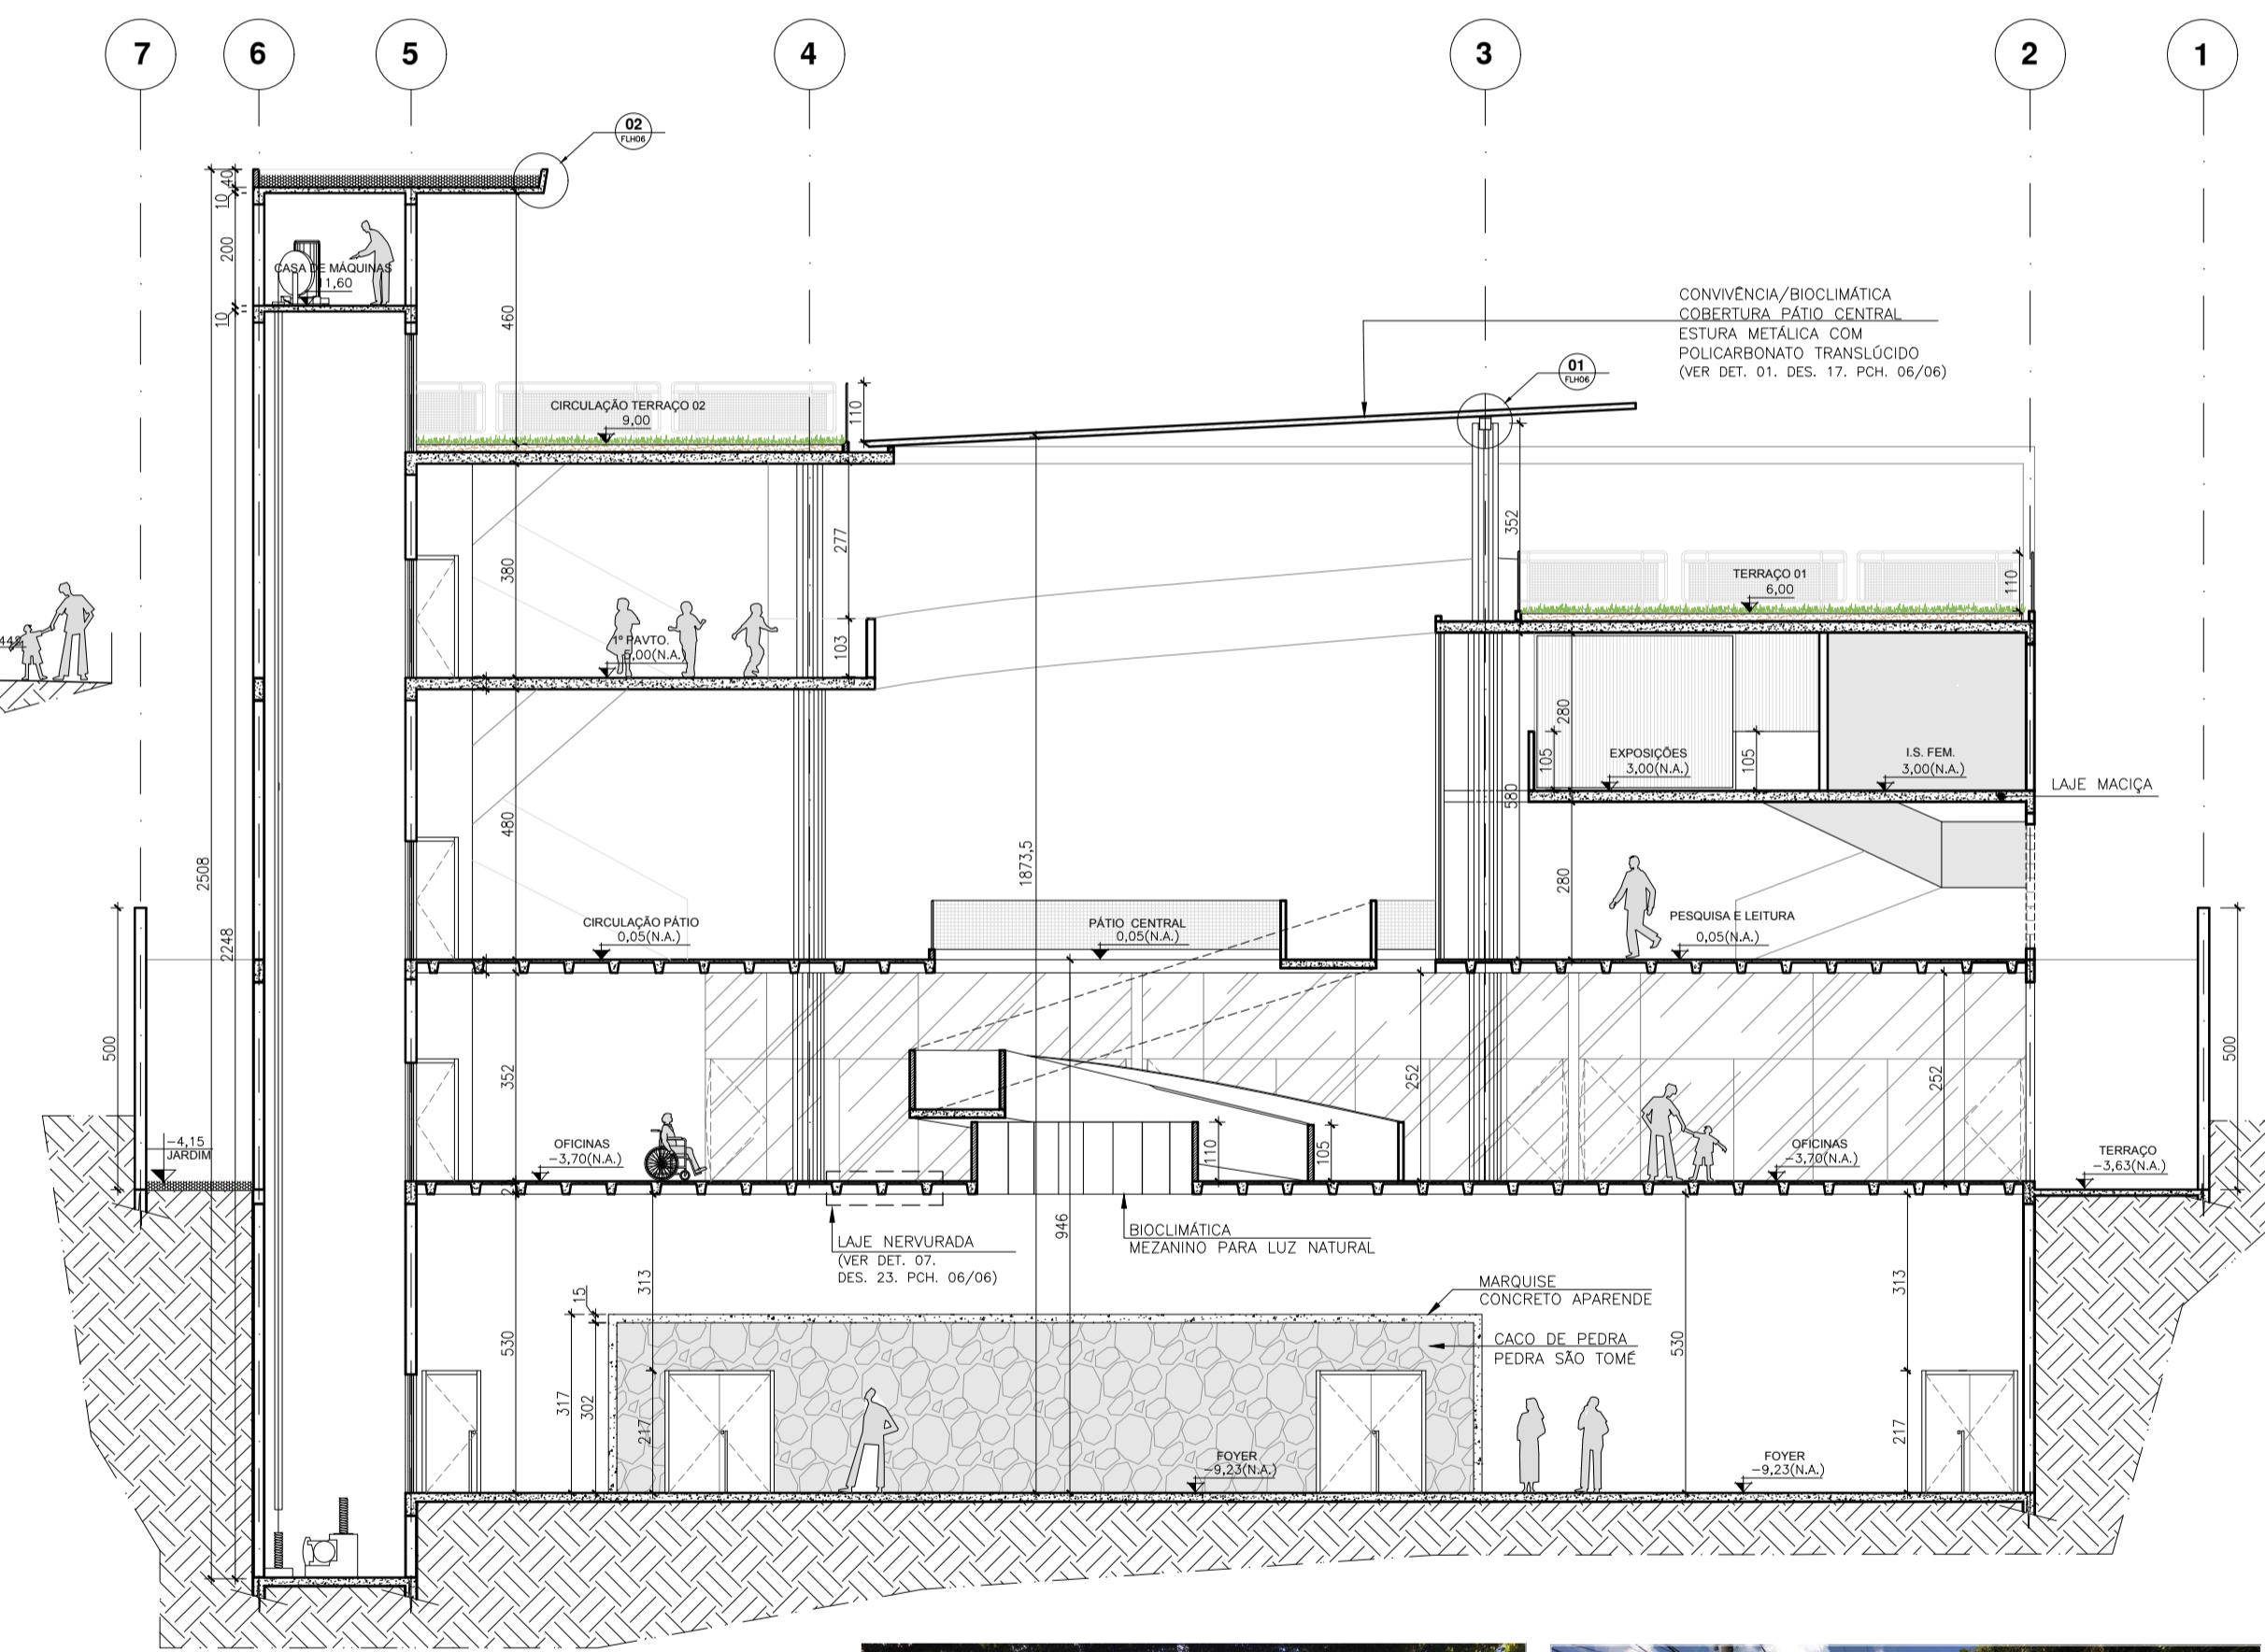 7
6
5
4
3
2
1
02
FLH06
40
10
200
CASA DE MÁQUINAS
11,60
10
460
CONVIVÊNCIA/BIOCLIMÁTICA
COBERTURA PÁTIO CENTRAL
ESTURA METÁLICA COM
POLICARBONATO TRANSLÚCIDO
(VER DET. 01. DES. 17. PCH. 06/06)
01
FLH06
CIRCULAÇÃO TERRAÇO 02
9,00
110
352
277
380
TERRAÇO 01
6,00
110
1º PAVTO.
5,00(N.A.)
103
280
105
EXPOSIÇÕES
3,00(N.A.)
105
I.S. FEM.
3,00(N.A.)
LAJE MACIÇA
580
480
2508
1873,5
280
2248
CIRCULAÇÃO PÁTIO
0,05(N.A.)
PÁTIO CENTRAL
0,05(N.A.)
PESQUISA E LEITURA
0,05(N.A.)
500
352
252
252
500
-4,15
JARDIM
OFICINAS
-3,70(N.A.)
110
105
OFICINAS
-3,70(N.A.)
TERRAÇO
-3,63(N.A.)
946
BIOCLIMÁTICA
MEZANINO PARA LUZ NATURAL
LAJE NERVURADA
(VER DET. 07.
DES. 23. PCH. 06/06)
313
313
15
MARQUISE
CONCRETO APARENDE
530
530
CACO DE PEDRA
PEDRA SÃO TOMÉ
317
302
217
217
FOYER
-9,23(N.A.)
FOYER
-9,23(N.A.)